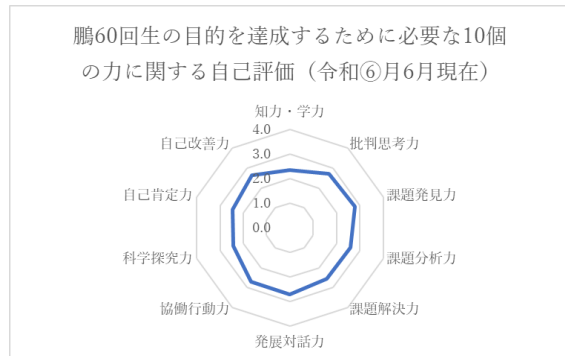 鵬60回生の目的を達成するために必要な10個
の力に関する自己評価（令和⑥月6月現在）
知力・学力
批判思考力
課題発見力
課題分析力
課題解決力
発展対話力
協働行動力
科学探究力
自己肯定力
自己改善力
4.0
3.0
2.0
1.0
0.0